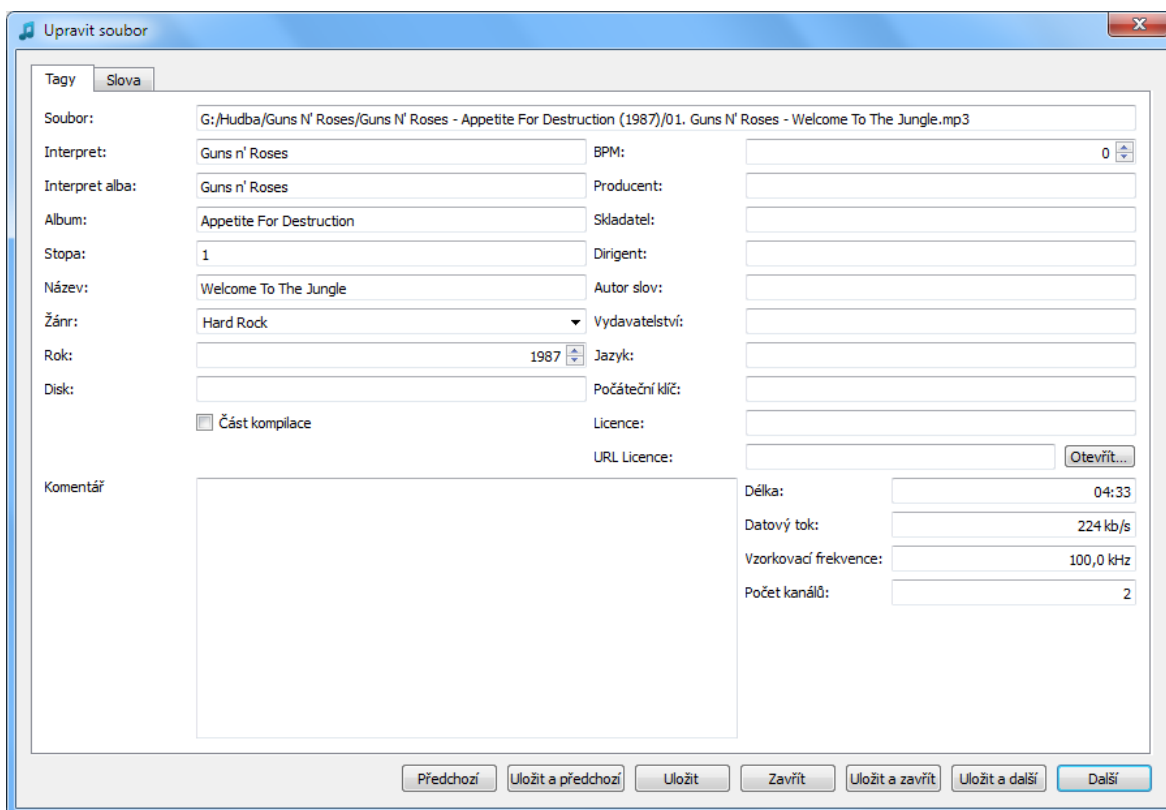 Upravit soubor
Tagy Slova
Soubor: G:/Hudba/Guns N' Roses/Guns N' Roses - Appetite For Destruction (1987)/01. Guns N' Roses - Welcome To The Jungle.mp3
Interpret: Guns n' Roses BPM: 0
Interpret alba: Guns n' Roses Producent:
Album: Appetite For Destruction Skladatel:
Stopa: 1 Dirigent:
Název: Welcome To The Jungle Autor slov:
Žánr: Hard Rock Vydavatelství:
Rok: 1987 Jazyk:
Disk: Počáteční klíč:
Část kompilace Licence:
URL Licence: Otevřít...
Komentář Délka: 04:33
Datový tok: 224 kb/s
Vzorkovací frekvence: 100,0 kHz
Počet kanálů: 2
Předchozí Uložit a předchozí Uložit Zavřít Uložit a zavřít Uložit a další Další